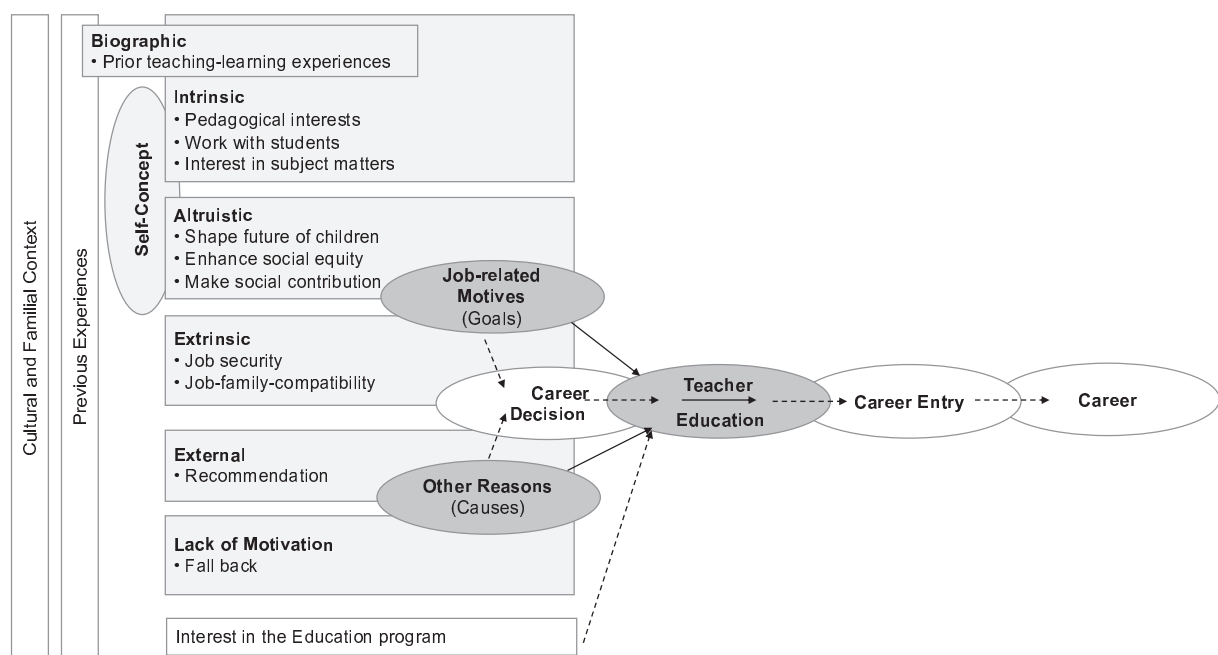 Cultural and Familial Context
Previous Experiences
Self-Concept
Biographic
• Prior teaching-learning experiences
Intrinsic
• Pedagogical interests
• Work with students
• Interest in subject matters
Altruistic
• Shape future of children
• Enhance social equity
• Make social contribution
Extrinsic
• Job security
• Job-family-compatibility
External
• Recommendation
Lack of Motivation
• Fall back
Interest in the Education program
Job-related
Motives
(Goals)
Career
Decision
Other Reasons
(Causes)
Teacher
Education
Career Entry
Career